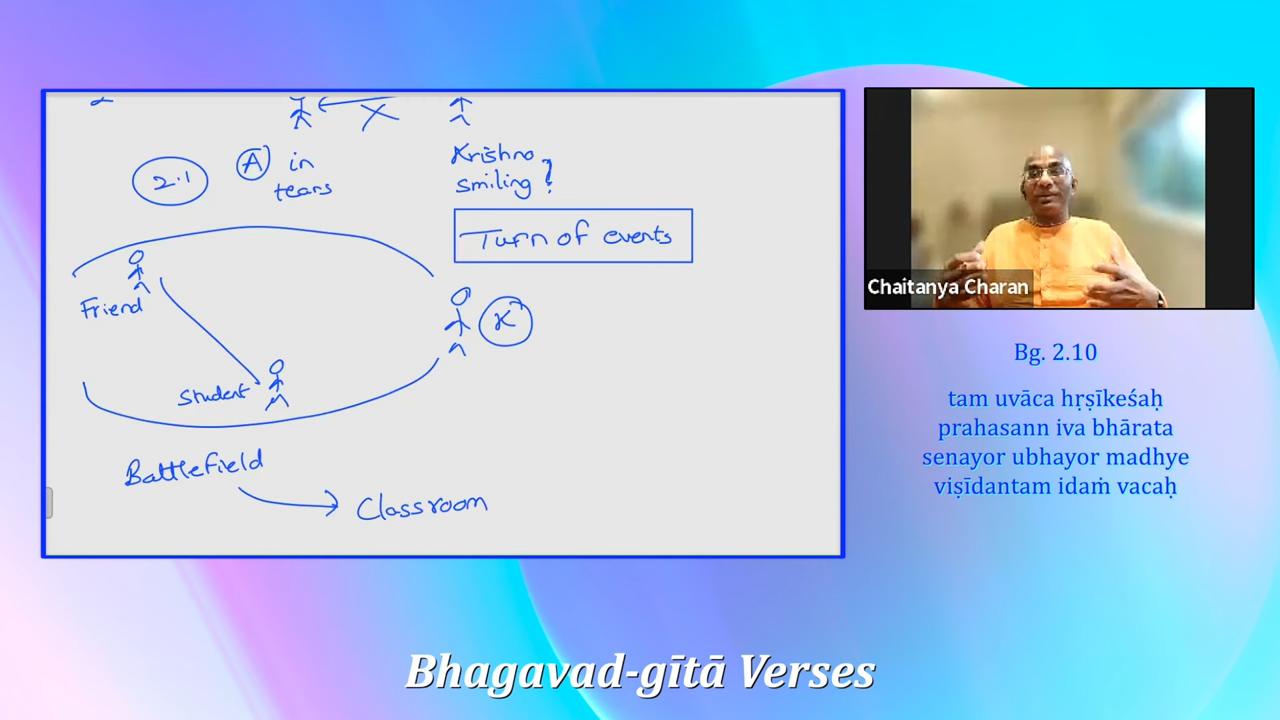 2.1
A in
tears
Krishna
smiling?
Turn of events
Friend
K
Student
Battlefield
Classroom
Chaitanya Charan
Bg. 2.10
tam uvāca hṛṣīkeśaḥ
prahasann iva bhārata
senayor ubhayor madhye
viṣīdantam idaṁ vacaḥ
Bhagavad-gītā Verses